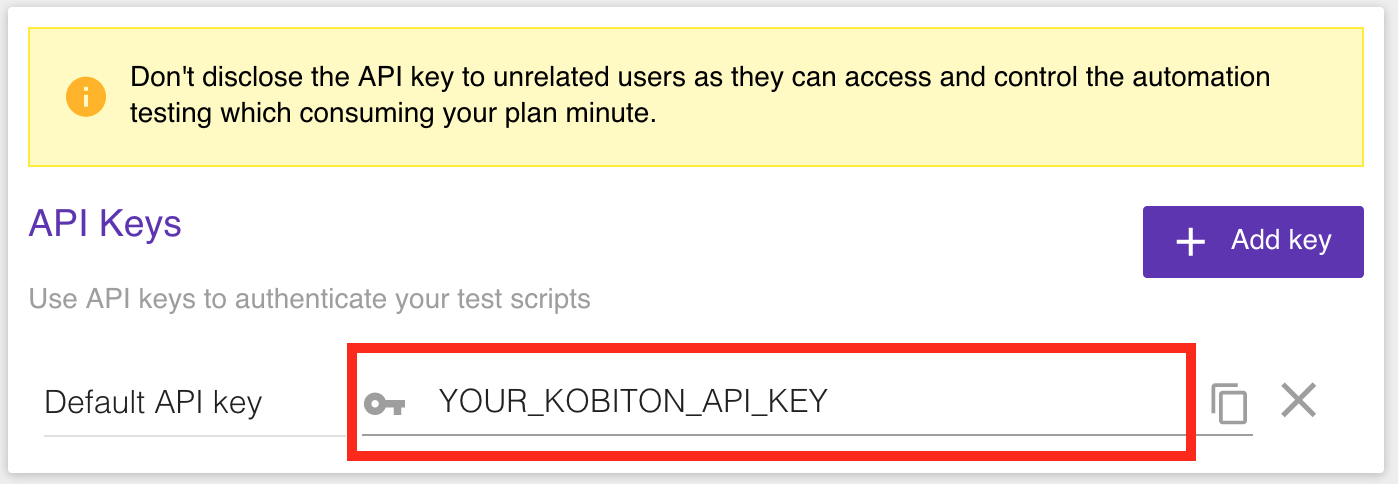 Don't disclose the API key to unrelated users as they can access and control the automation
testing which consuming your plan minute.
API Keys
Add key
Use API keys to authenticate your test scripts
Default API key
YOUR_KOBITON_API_KEY